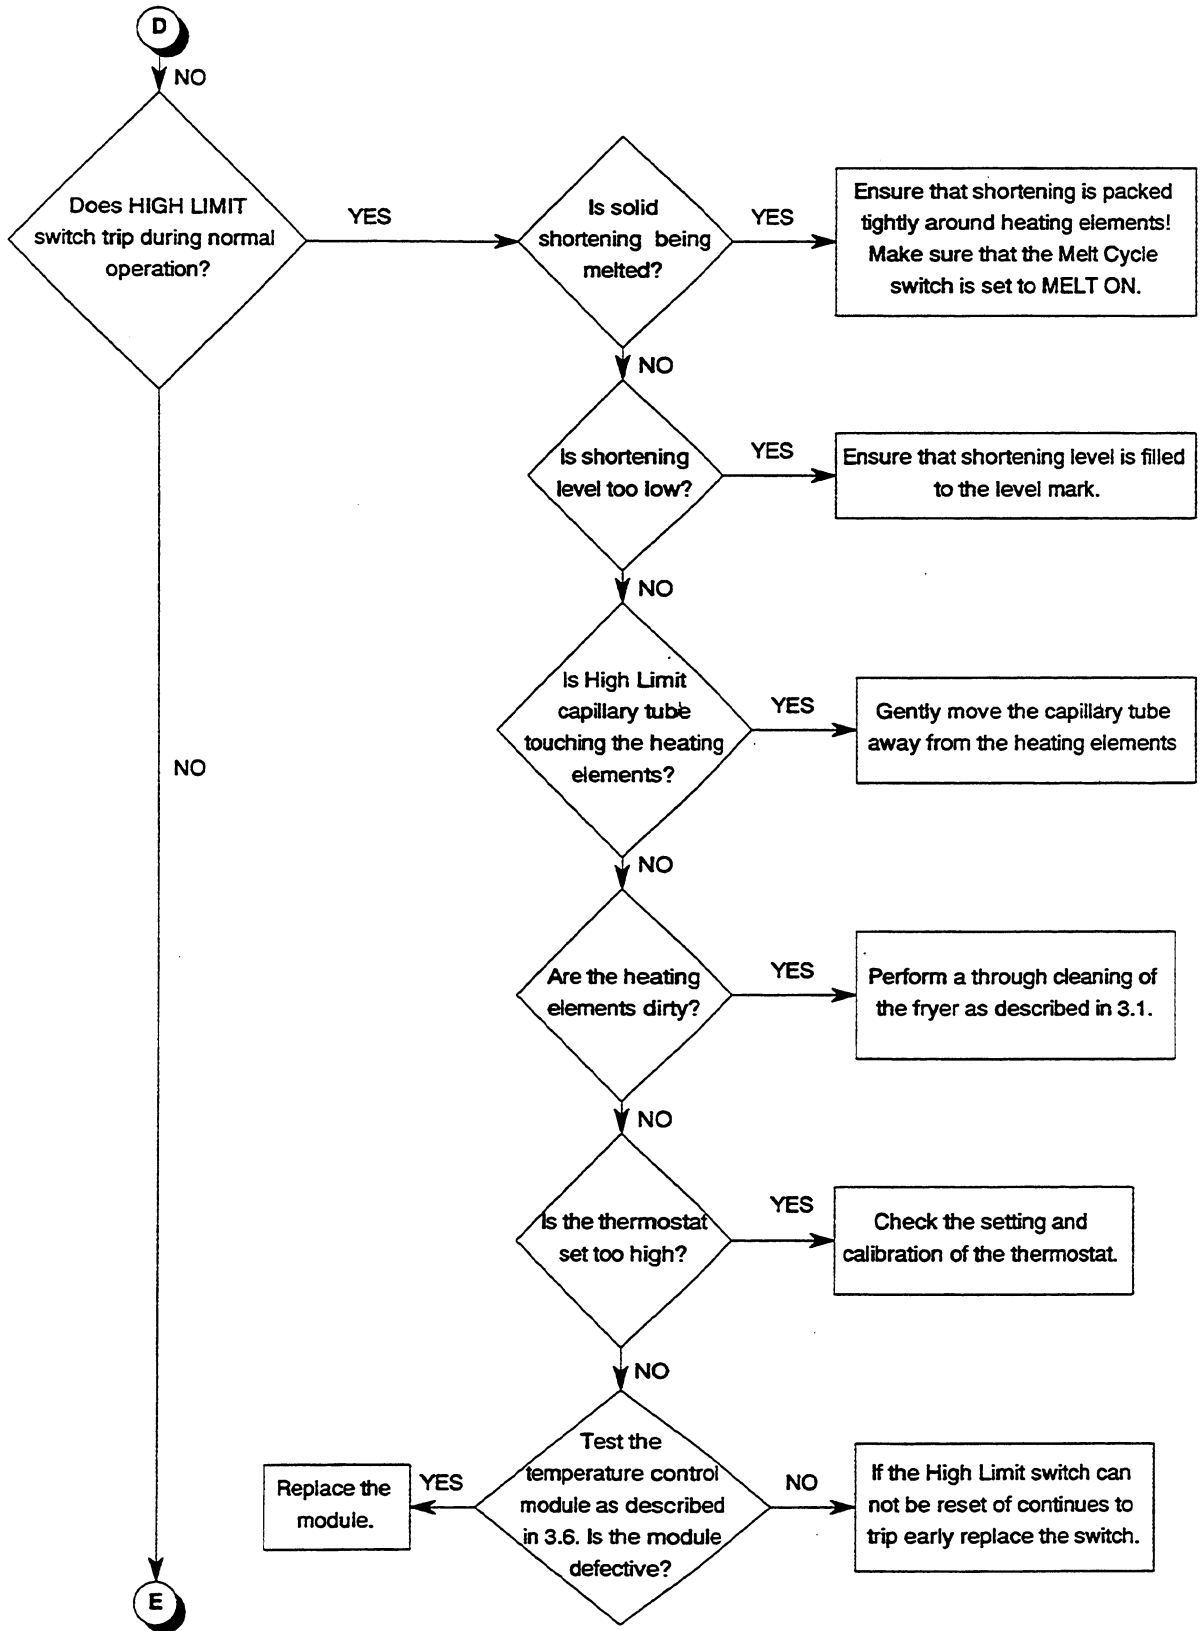 D
NO
Does HIGH LIMIT
switch trip during normal
operation?
YES
Is solid
shortening being
melted?
YES
Ensure that shortening is packed
tightly around heating elements!
Make sure that the Melt Cycle
switch is set to MELT ON.
NO
Is shortening
level too low?
YES
Ensure that shortening level is filled
to the level mark.
NO
Is High Limit
capillary tube
touching the heating
elements?
YES
Gently move the capillary tube
away from the heating elements
NO
NO
Are the heating
elements dirty?
YES
Perform a through cleaning of
the fryer as described in 3.1.
NO
Is the thermostat
set too high?
YES
Check the setting and
calibration of the thermostat.
NO
Test the
temperature control
module as described
in 3.6. Is the module
defective?
YES
Replace the
module.
NO
If the High Limit switch can
not be reset of continues to
trip early replace the switch.
E